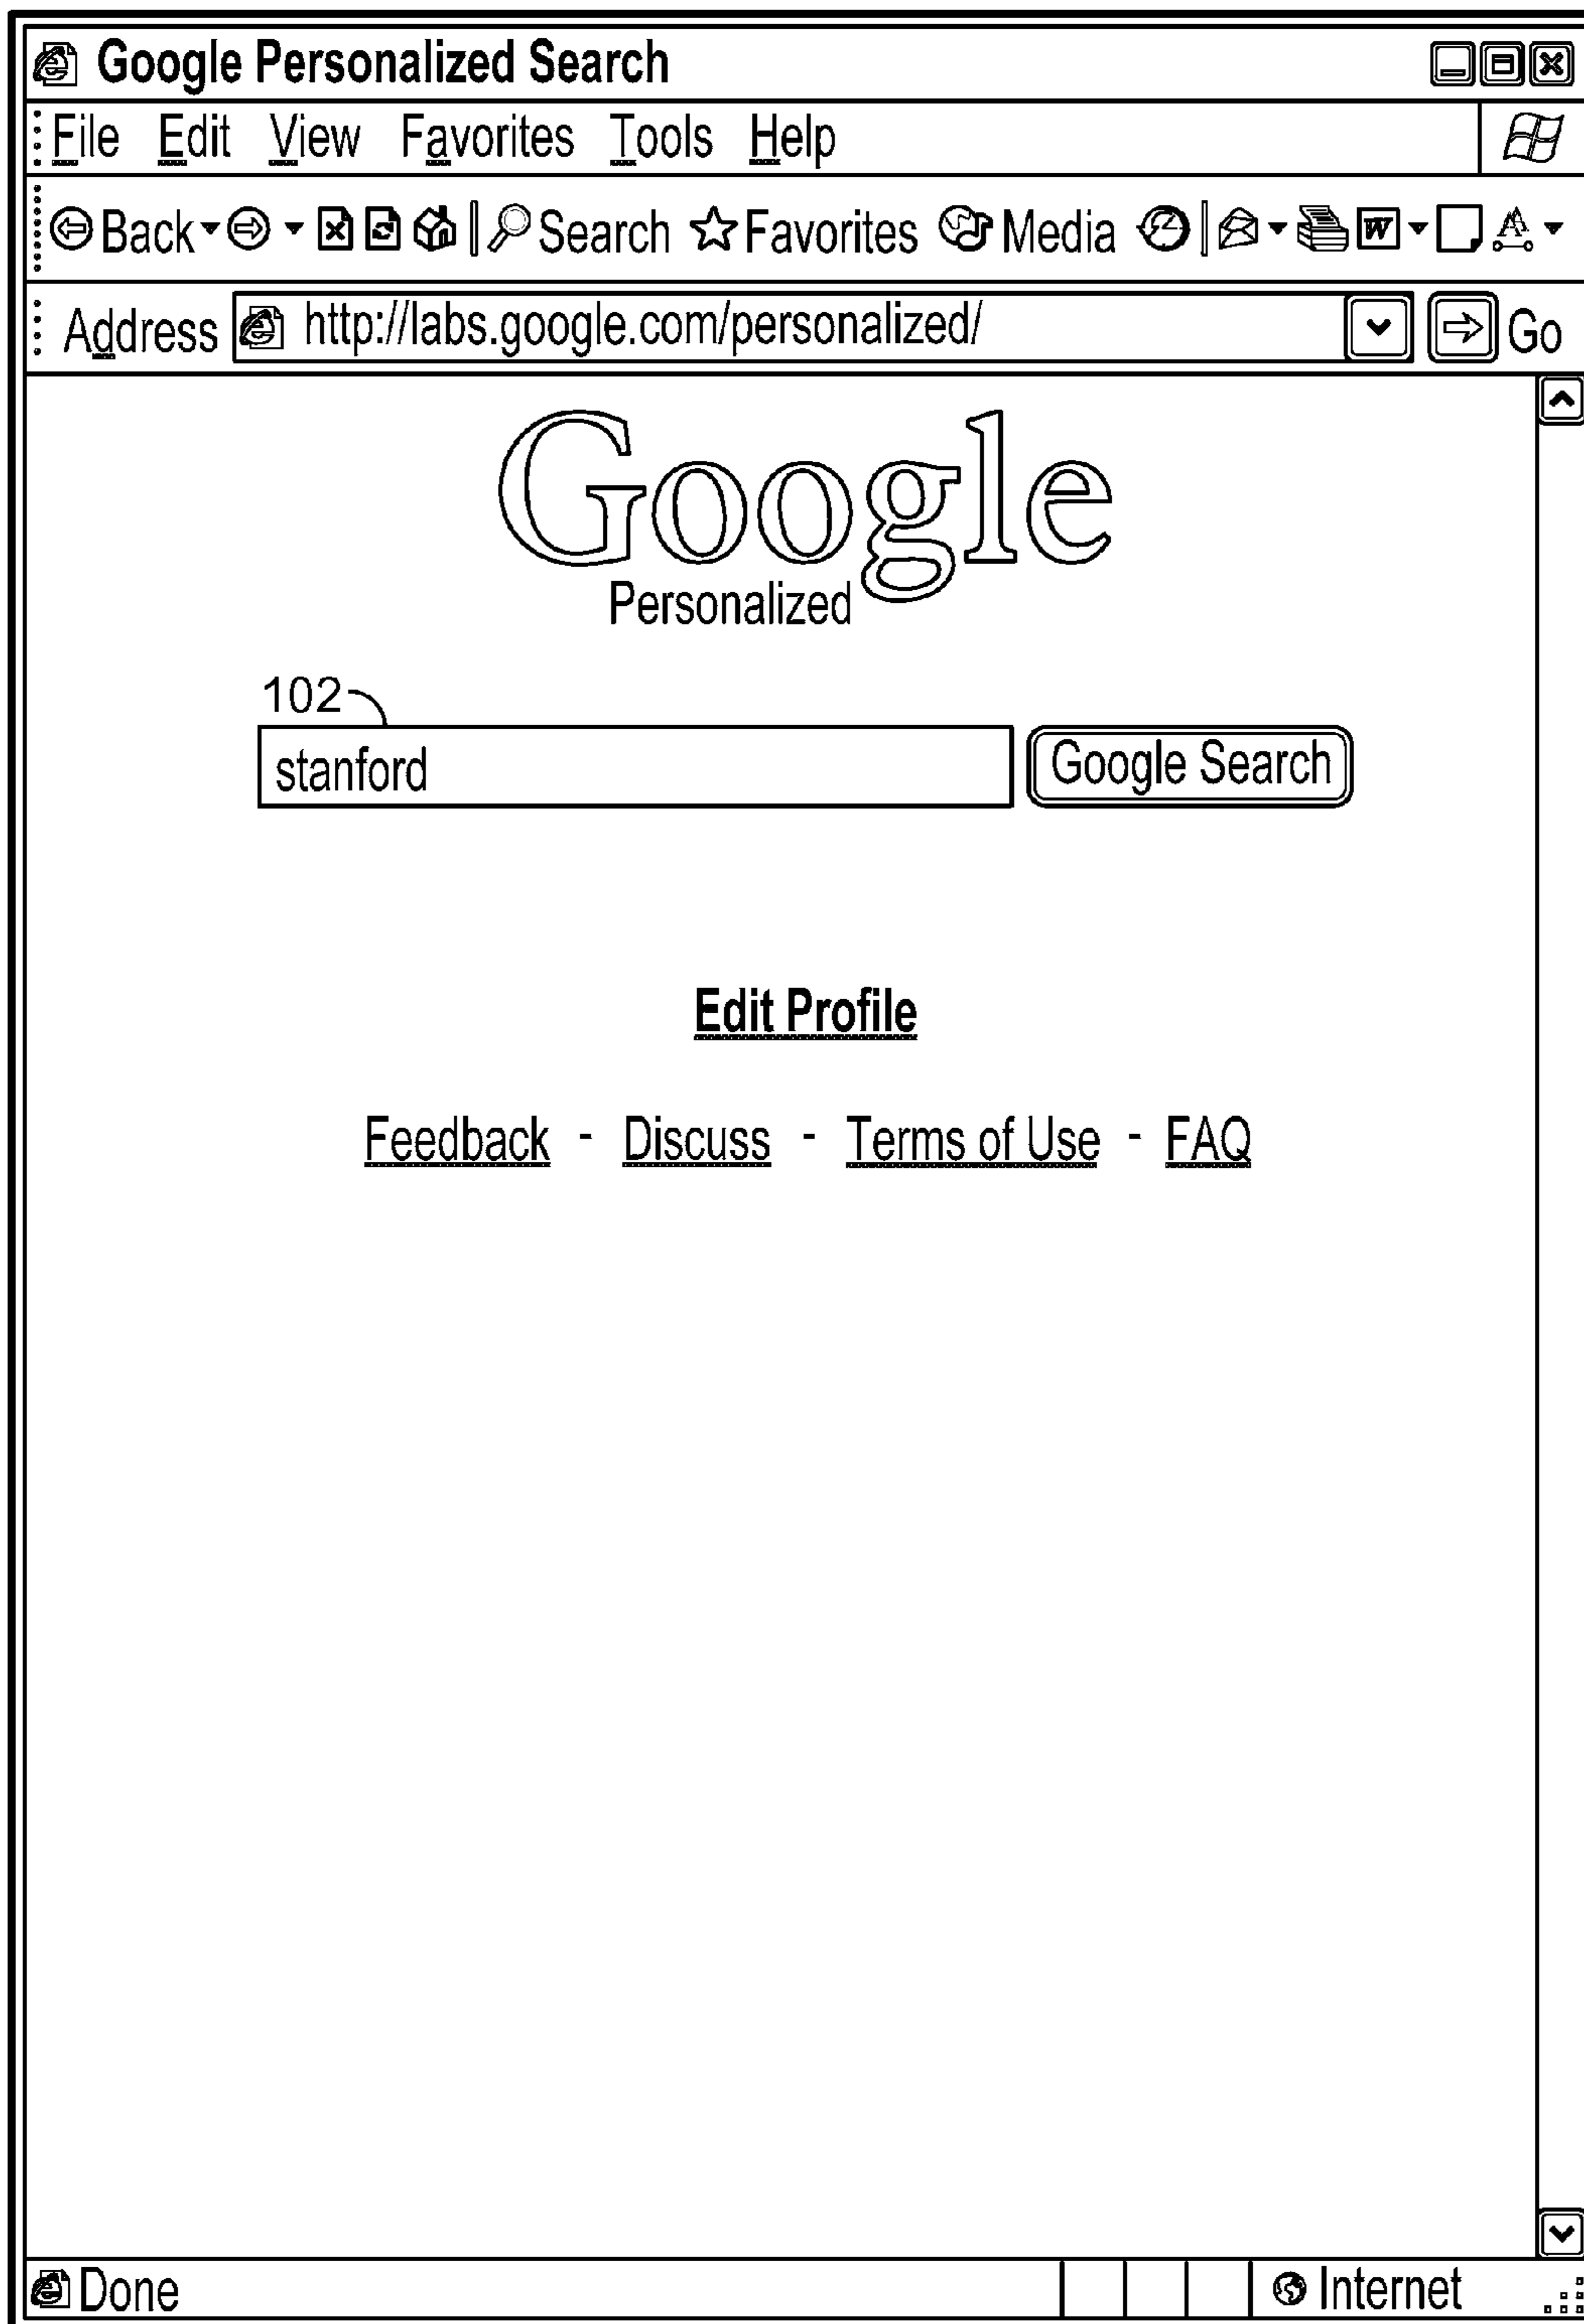 Google Personalized Search
File Edit View Favorites Tools Help
Back Search Favorites Media W A
Address http://labs.google.com/personalized/ Go
Google
Personalized
102
stanford Google Search
Edit Profile
Feedback - Discuss - Terms of Use - FAQ
Done Internet